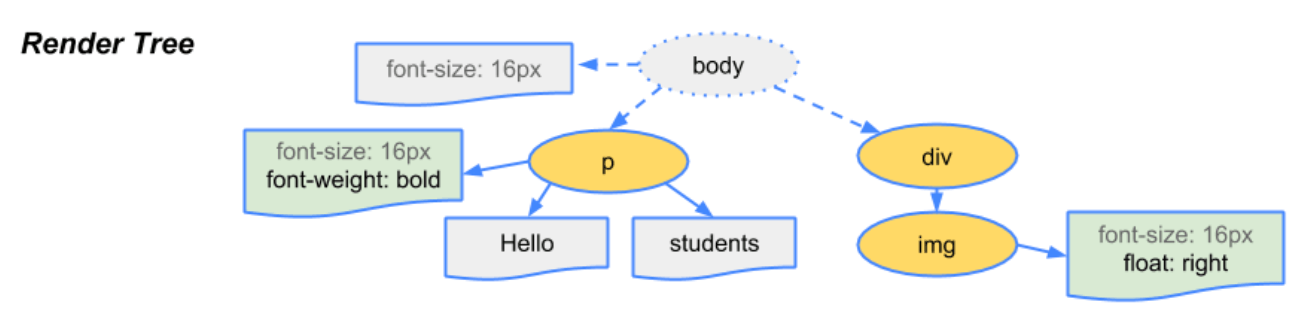 Render Tree
font-size: 16px
body
font-size: 16px
font-weight: bold
p
div
Hello
students
img
font-size: 16px
float: right